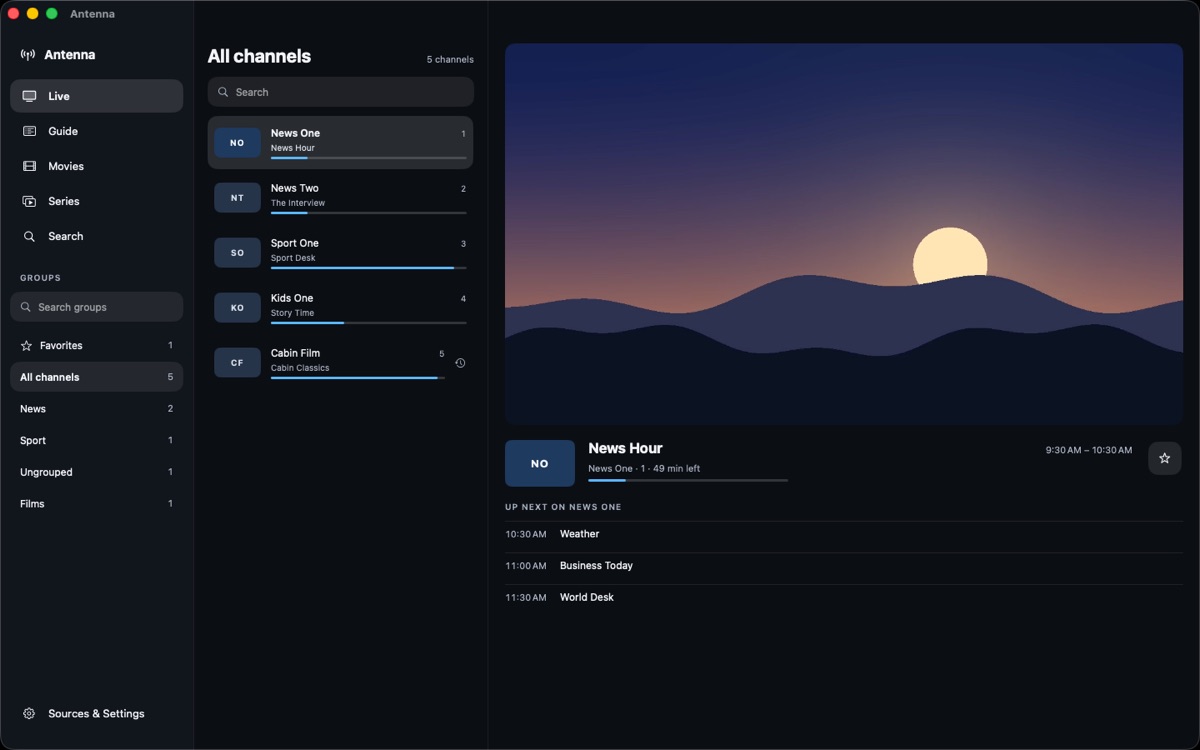 Antenna
Antenna
Live
Guide
Movies
Series
Search
GROUPS
Search groups
Favorites 1
All channels 5
News 2
Sport 1
Ungrouped 1
Films 1
Sources & Settings
All channels
5 channels
Search
NO
News One 1
News Hour
NT
News Two 2
The Interview
SO
Sport One 3
Sport Desk
KO
Kids One 4
Story Time
CF
Cabin Film 5
Cabin Classics
NO
News Hour
9:30 AM – 10:30 AM
News One · 1 · 49 min left
UP NEXT ON NEWS ONE
10:30 AM Weather
11:00 AM Business Today
11:30 AM World Desk